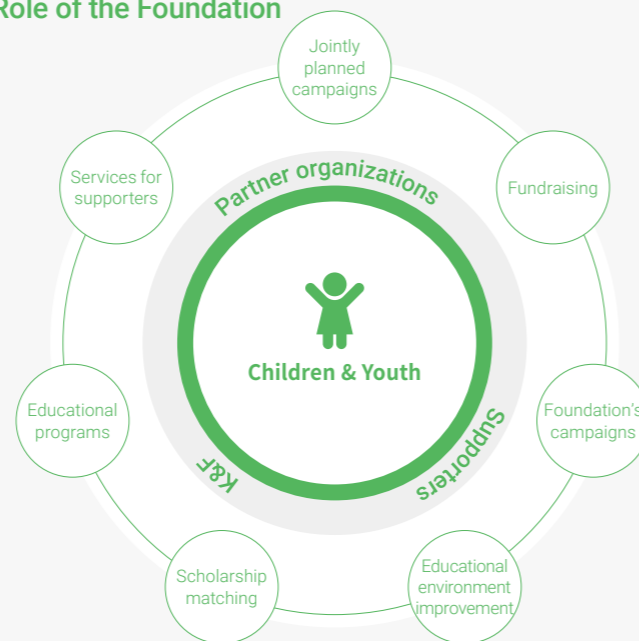 Role of the Foundation
Jointly
planned
campaigns
Services for
supporters
Fundraising
Partner organizations
Children & Youth
Educational
programs
Foundation's
campaigns
K&F
Supporters
Scholarship
matching
Educational
environment
improvement